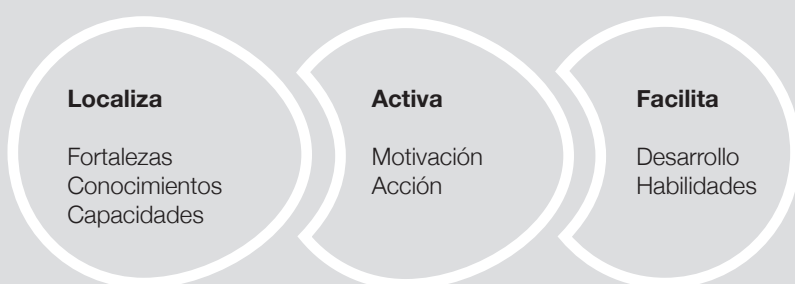 Localiza
Fortalezas
Conocimientos
Capacidades
Activa
Motivación
Acción
Facilita
Desarrollo
Habilidades